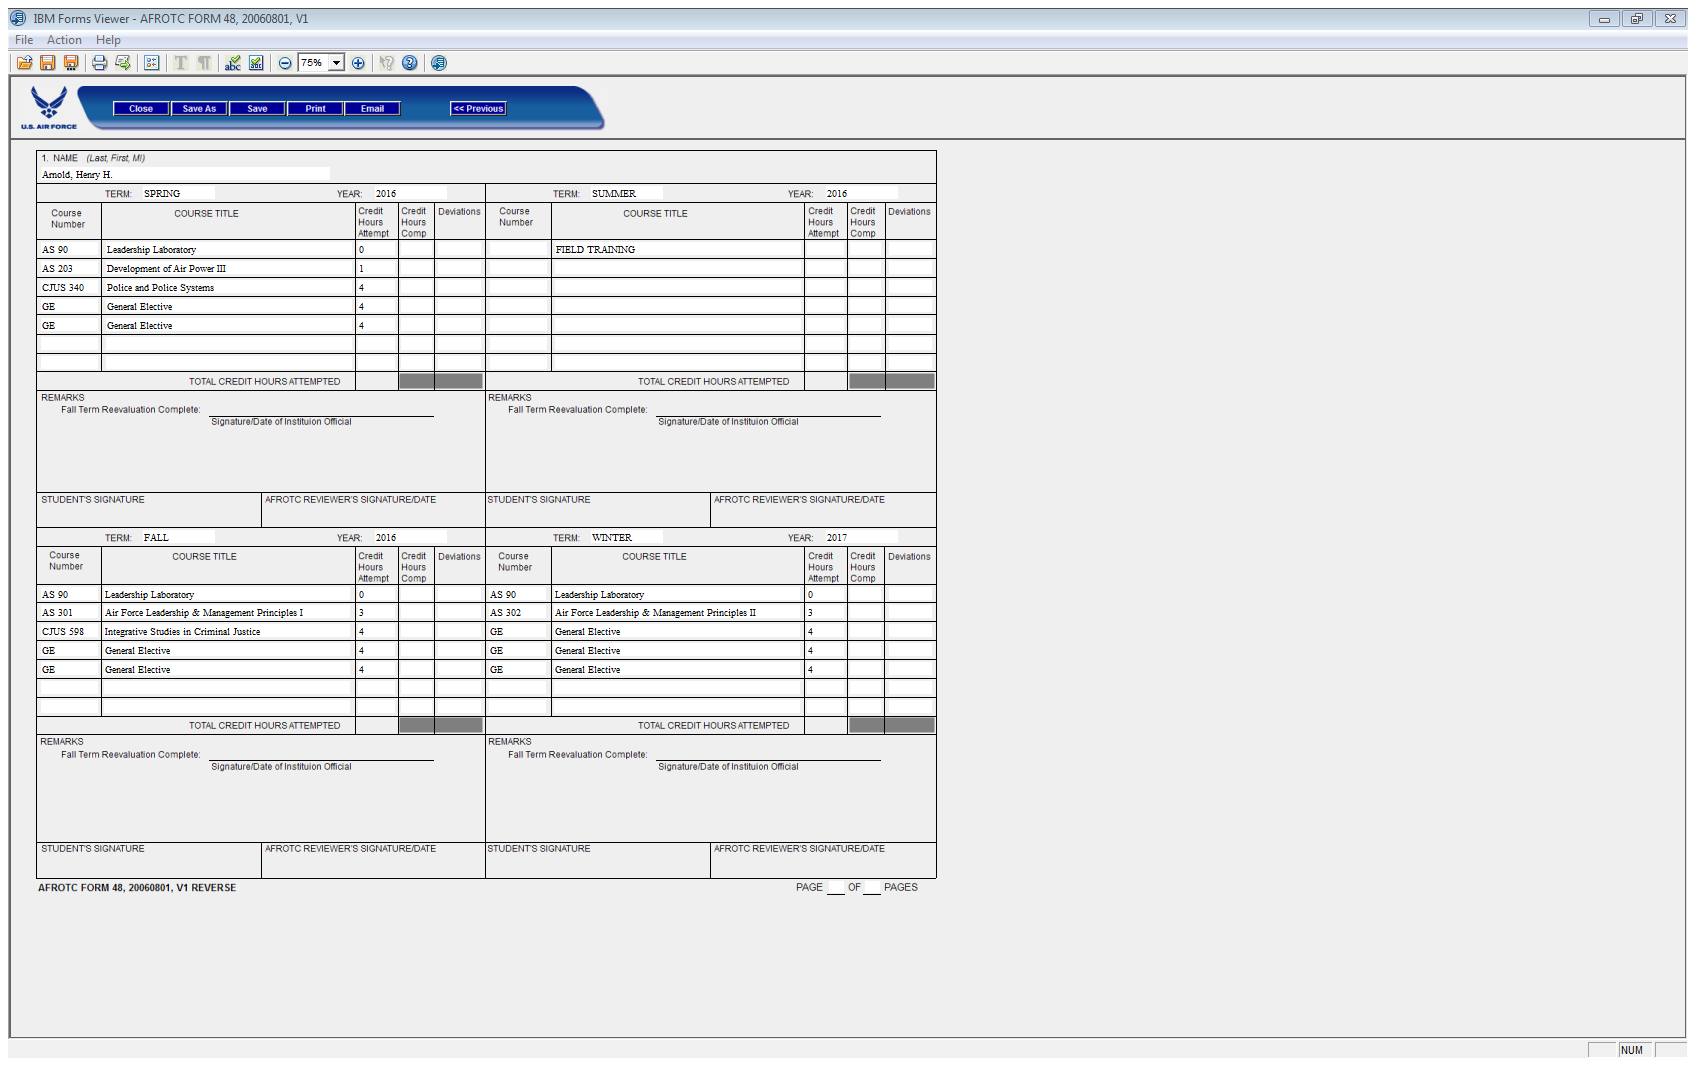 IBM Forms Viewer - AFROTC FORM 48, 20060801, V1
File Action Help
75%
Close Save As Save Print Email << Previous
U.S. AIR FORCE
1. NAME (Last, First, MI)
Arnold, Henry H.
TERM: SPRING YEAR: 2016 TERM: SUMMER YEAR: 2016
Course Number COURSE TITLE Credit Hours Attempt Credit Hours Comp Deviations Course Number COURSE TITLE Credit Hours Attempt Credit Hours Comp Deviations
AS 90 Leadership Laboratory 0 FIELD TRAINING
AS 203 Development of Air Power III 1
CJUS 340 Police and Police Systems 4
GE General Elective 4
GE General Elective 4
TOTAL CREDIT HOURS ATTEMPTED TOTAL CREDIT HOURS ATTEMPTED
REMARKS REMARKS
Fall Term Reevaluation Complete: Fall Term Reevaluation Complete:
Signature/Date of Instituion Official Signature/Date of Instituion Official
STUDENT'S SIGNATURE AFROTC REVIEWER'S SIGNATURE/DATE STUDENT'S SIGNATURE AFROTC REVIEWER'S SIGNATURE/DATE
TERM: FALL YEAR: 2016 TERM: WINTER YEAR: 2017
Course Number COURSE TITLE Credit Hours Attempt Credit Hours Comp Deviations Course Number COURSE TITLE Credit Hours Attempt Credit Hours Comp Deviations
AS 90 Leadership Laboratory 0 AS 90 Leadership Laboratory 0
AS 301 Air Force Leadership & Management Principles I 3 AS 302 Air Force Leadership & Management Principles II 3
CJUS 598 Integrative Studies in Criminal Justice 4 GE General Elective 4
GE General Elective 4 GE General Elective 4
GE General Elective 4 GE General Elective 4
TOTAL CREDIT HOURS ATTEMPTED TOTAL CREDIT HOURS ATTEMPTED
REMARKS REMARKS
Fall Term Reevaluation Complete: Fall Term Reevaluation Complete:
Signature/Date of Instituion Official Signature/Date of Instituion Official
STUDENT'S SIGNATURE AFROTC REVIEWER'S SIGNATURE/DATE STUDENT'S SIGNATURE AFROTC REVIEWER'S SIGNATURE/DATE
AFROTC FORM 48, 20060801, V1 REVERSE PAGE OF PAGES
NUM